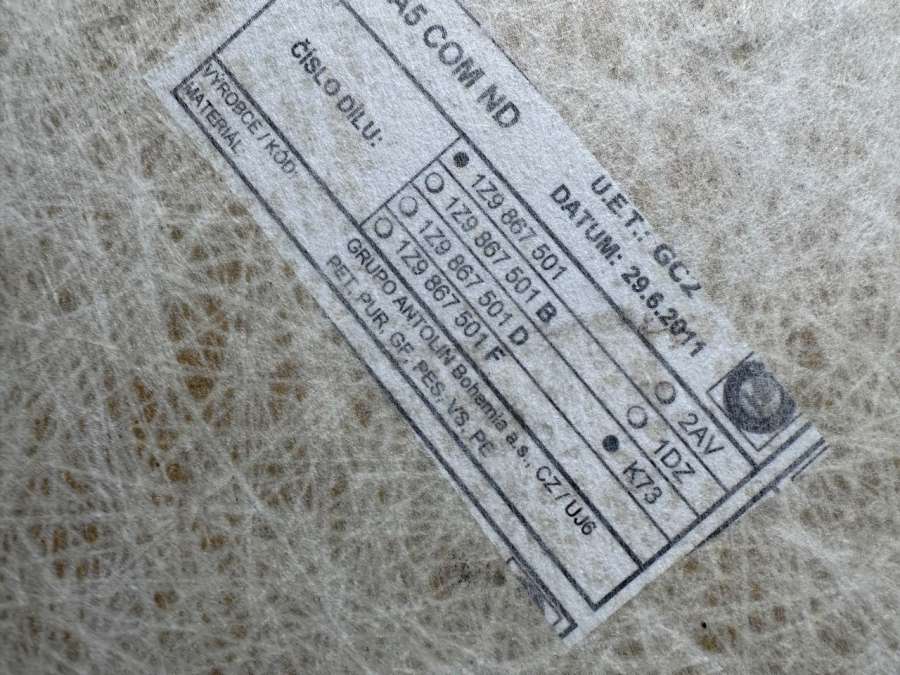 A5 COM ND
U.E.T.: GCZ
DATUM: 29.6.2011
ČÍSLO DÍLU:
1Z9 867 501
1Z9 867 501 B
1Z9 867 501 D
1Z9 867 501 F
2AV
1DZ
K73
VÝROBCE / KÓD: GRUPO ANTOLIN Bohemia a.s., CZ / UJ6
MATERIÁL: PET, PUR, GF, PES, VS, PE